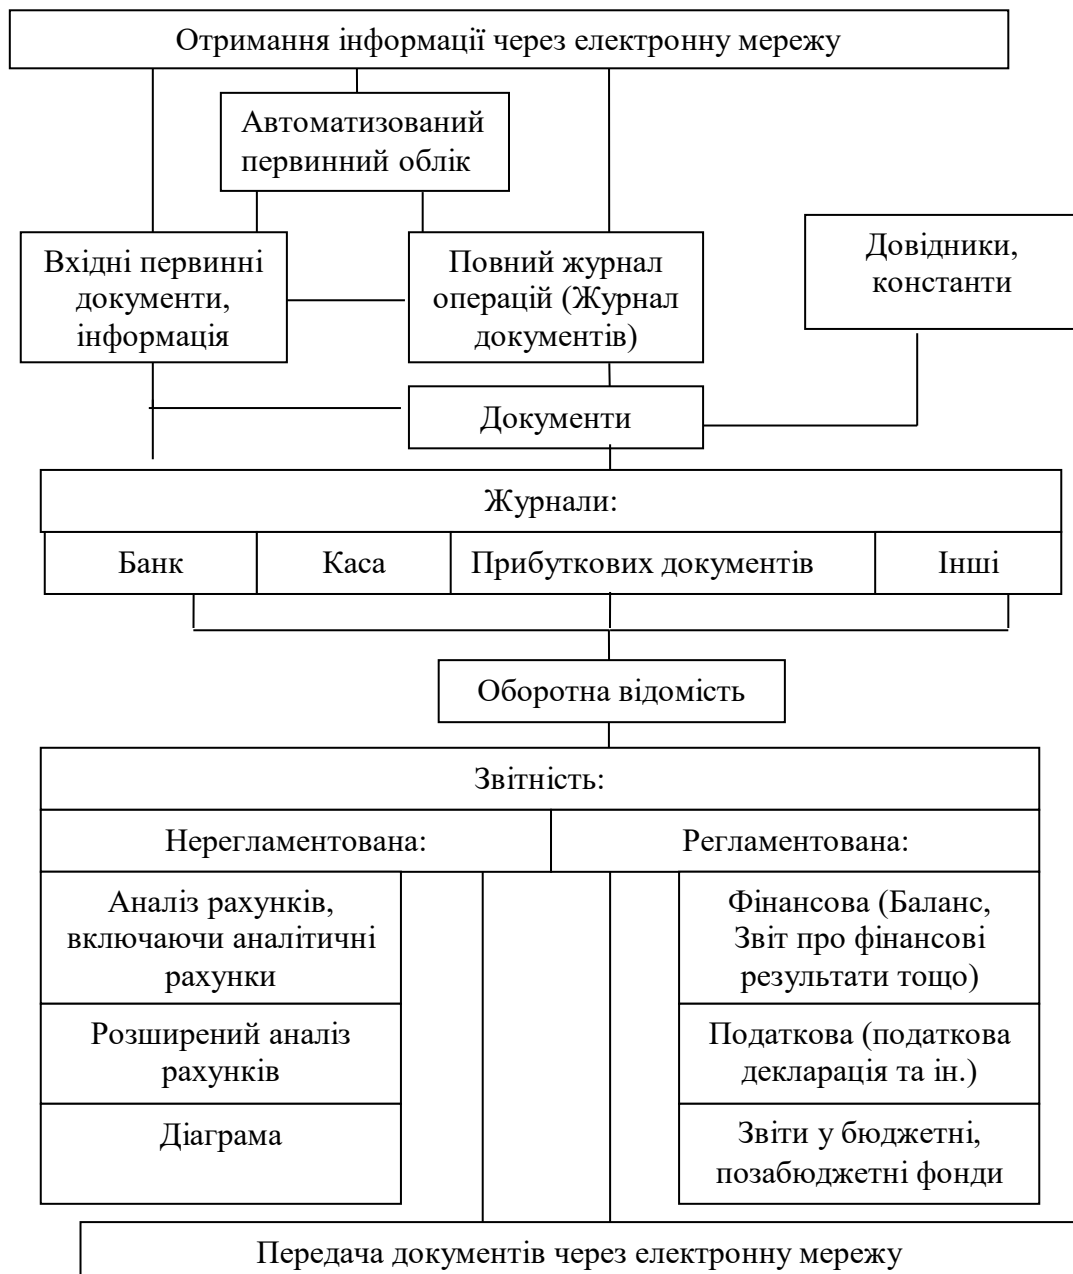 Отримання інформації через електронну мережу
Автоматизований
первинний облік
Вхідні первинні
документи,
інформація
Повний журнал
операцій (Журнал
документів)
Довідники,
константи
Документи
Журнали:
Банк
Каса
Прибуткових документів
Інші
Оборотна відомість
Звітність:
Нерегламентована:
Регламентована:
Аналіз рахунків,
включаючи аналітичні
рахунки
Фінансова (Баланс,
Звіт про фінансові
результати тощо)
Розширений аналіз
рахунків
Податкова (податкова
декларація та ін.)
Діаграма
Звіти у бюджетні,
позабюджетні фонди
Передача документів через електронну мережу